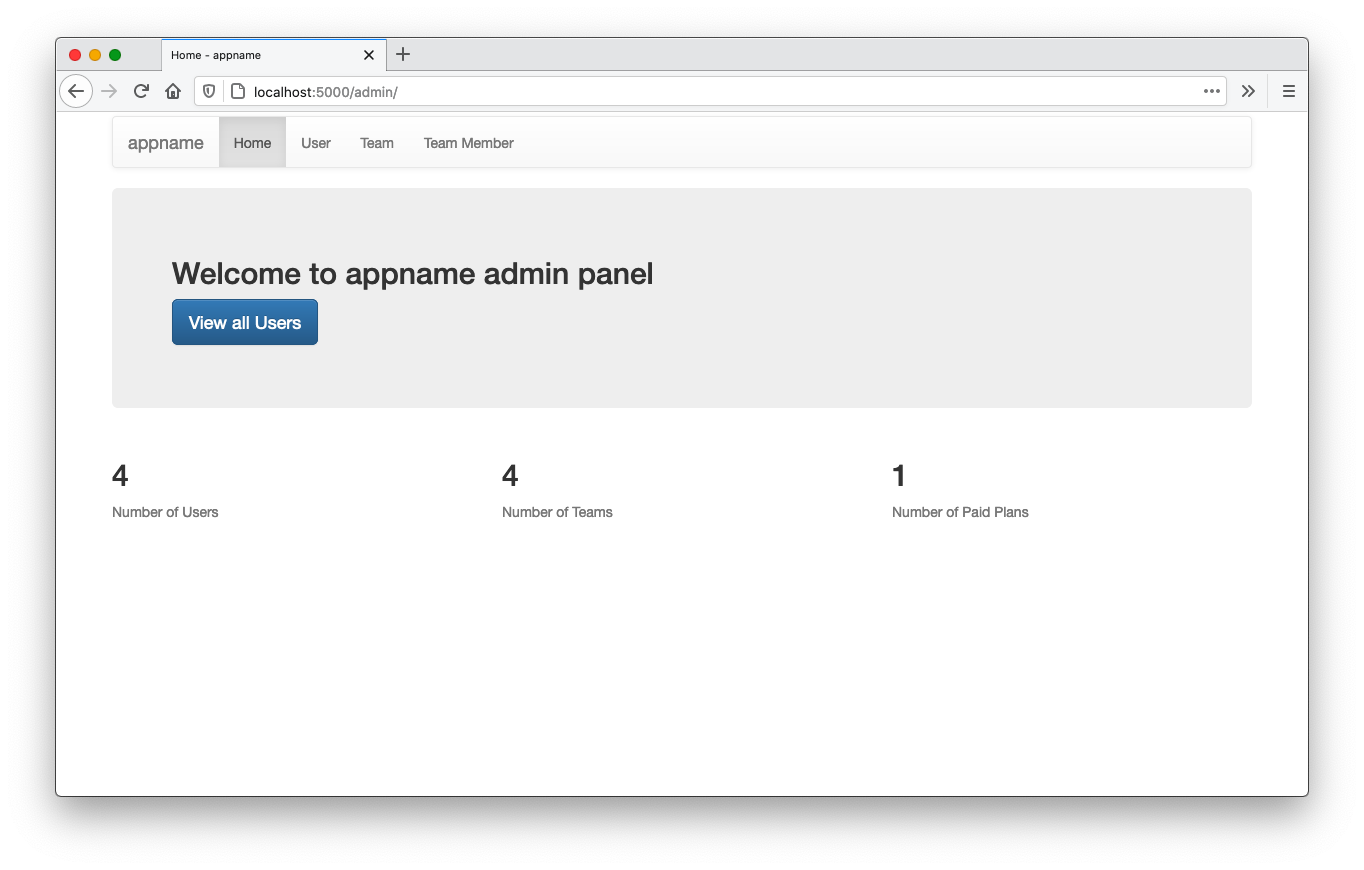 Home - appname
localhost:5000/admin/
appname Home User Team Team Member
Welcome to appname admin panel
View all Users
4 4 1
Number of Users Number of Teams Number of Paid Plans